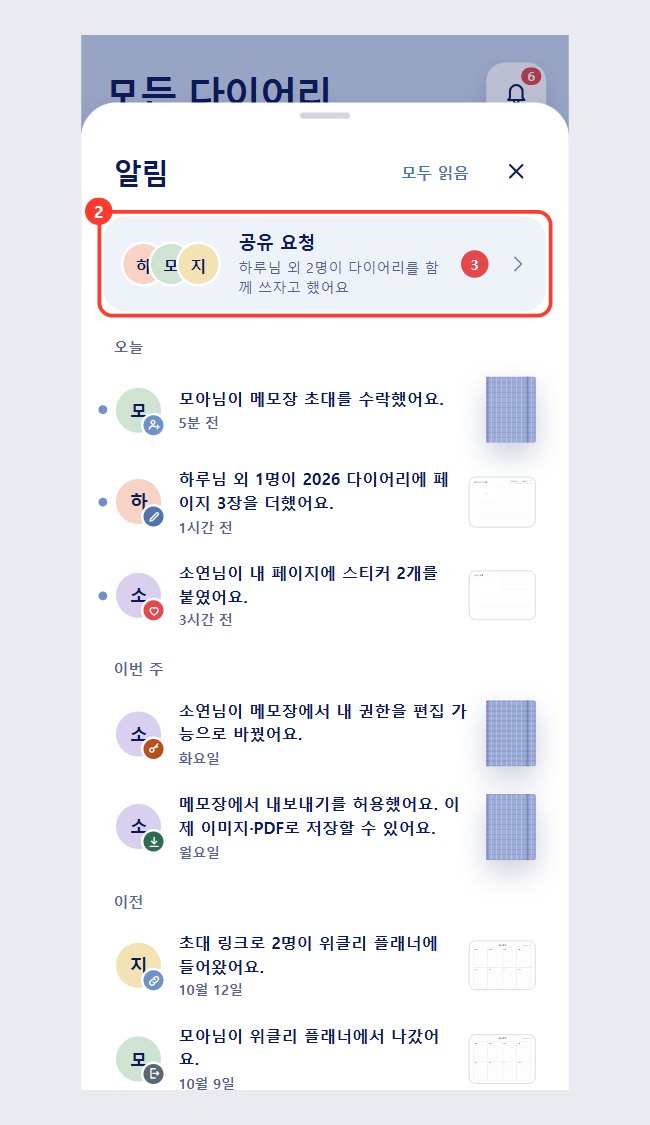 모든 다이어리
6
알림
모두 읽음
2
하 모 지
공유 요청
하루님 외 2명이 다이어리를 함
께 쓰자고 했어요
3
오늘
모
모아님이 메모장 초대를 수락했어요.
5분 전
하
하루님 외 1명이 2026 다이어리에 페
이지 3장을 더했어요.
1시간 전
소
소연님이 내 페이지에 스티커 2개를
붙였어요.
3시간 전
이번 주
소
소연님이 메모장에서 내 권한을 편집 가
능으로 바꿨어요.
화요일
소
메모장에서 내보내기를 허용했어요. 이
제 이미지·PDF로 저장할 수 있어요.
월요일
이전
지
초대 링크로 2명이 위클리 플래너에
들어왔어요.
10월 12일
모
모아님이 위클리 플래너에서 나갔어
요.
10월 9일